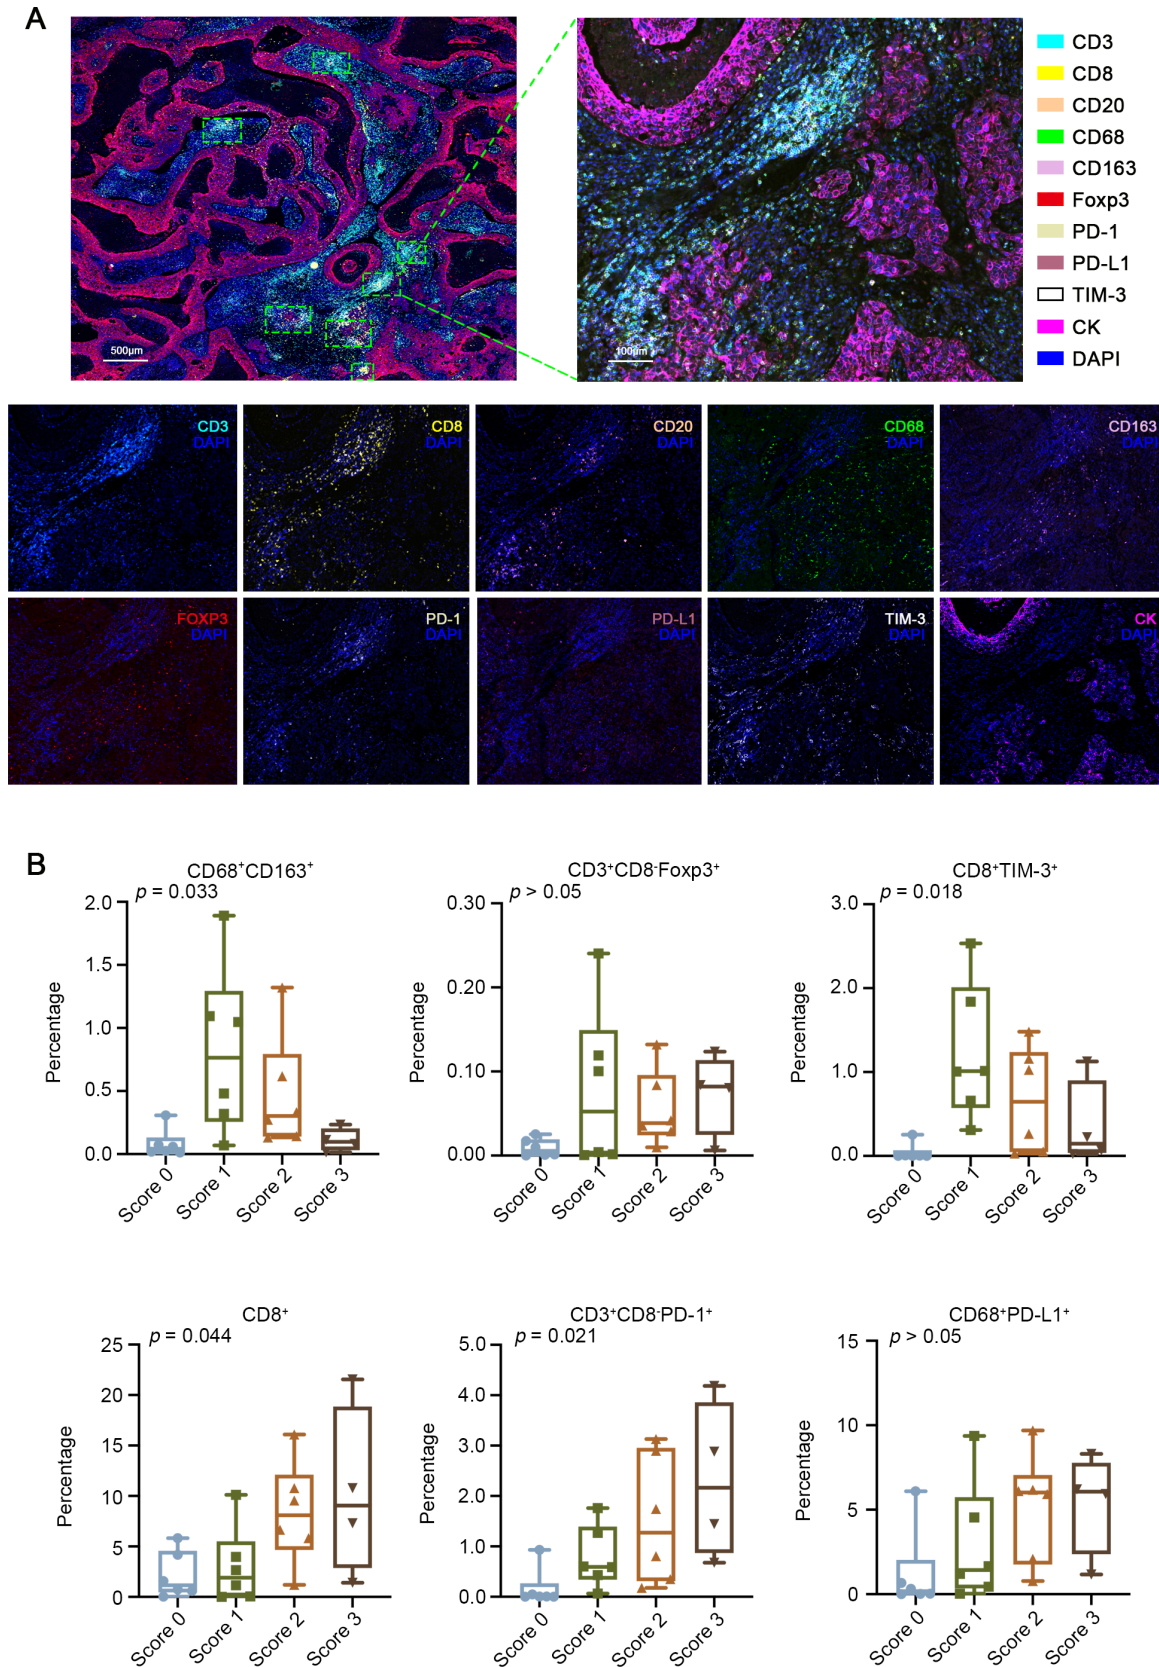 A
CD3
CD8
CD20
CD68
CD163
Foxp3
PD-1
PD-L1
TIM-3
CK
DAPI
500μm
100μm
CD3
DAPI
CD8
DAPI
CD20
DAPI
CD68
DAPI
CD163
DAPI
FOXP3
DAPI
PD-1
DAPI
PD-L1
DAPI
TIM-3
DAPI
CK
DAPI
B
CD68⁺CD163⁺
p = 0.033
Percentage
2.0
1.5
1.0
0.5
0.0
Score 0
Score 1
Score 2
Score 3
CD3⁺CD8⁻Foxp3⁺
p > 0.05
Percentage
0.30
0.20
0.10
0.00
Score 0
Score 1
Score 2
Score 3
CD8⁺TIM-3⁺
p = 0.018
Percentage
3.0
2.0
1.0
0.0
Score 0
Score 1
Score 2
Score 3
CD8⁺
p = 0.044
Percentage
25
20
15
10
5
0
Score 0
Score 1
Score 2
Score 3
CD3⁺CD8⁻PD-1⁺
p = 0.021
Percentage
5.0
4.0
3.0
2.0
1.0
0.0
Score 0
Score 1
Score 2
Score 3
CD68⁺PD-L1⁺
p > 0.05
Percentage
15
10
5
0
Score 0
Score 1
Score 2
Score 3